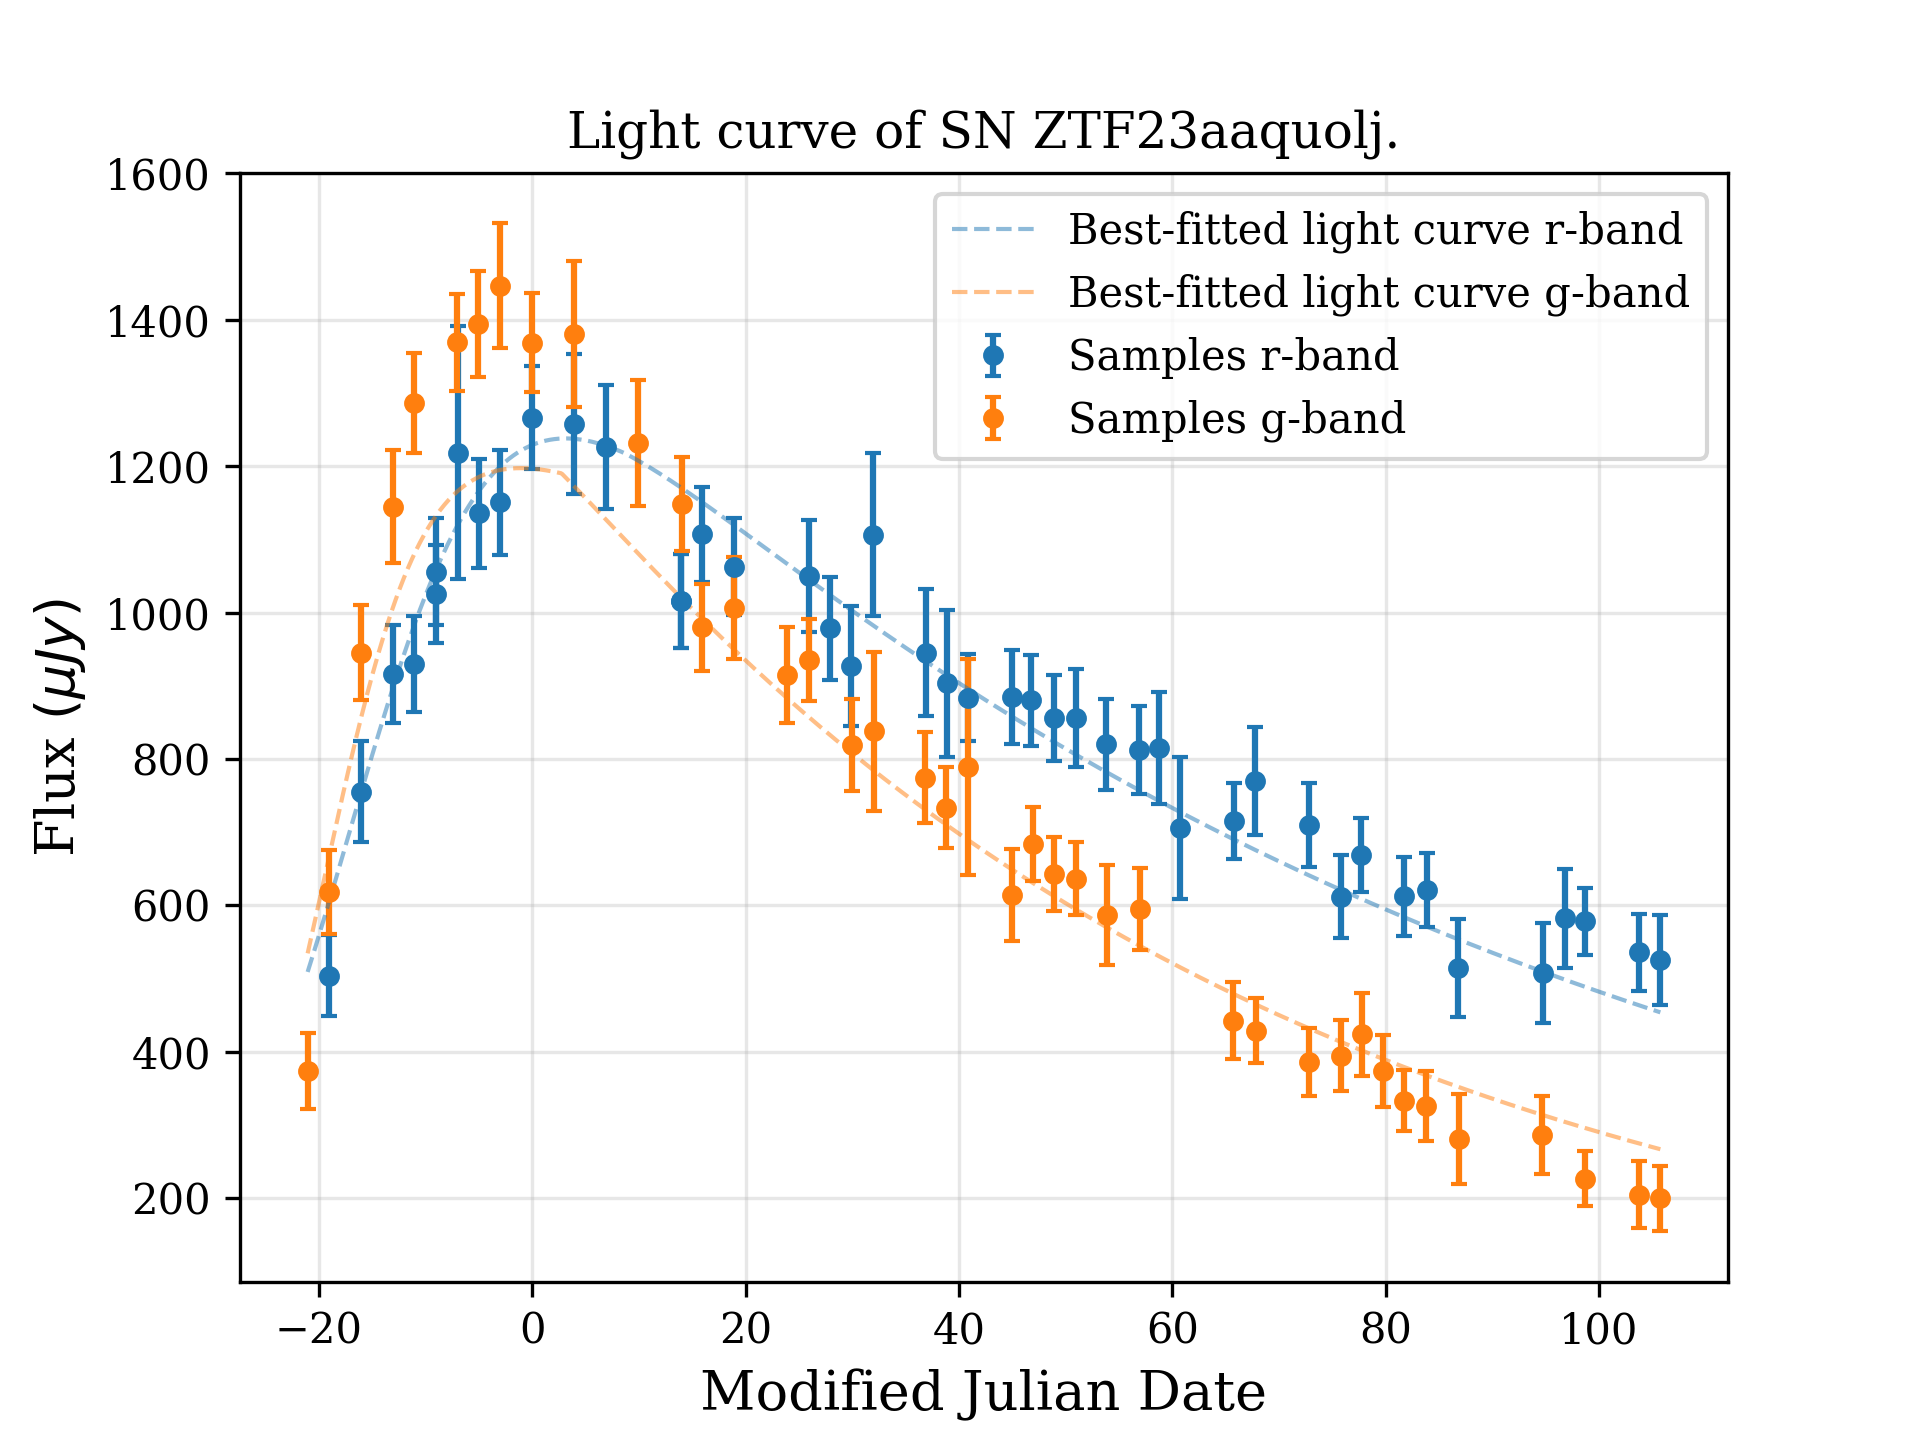 Light curve of SN ZTF23aaquolj.
1600
1400
1200
1000
800
600
400
200
Flux (μJy)
Best-fitted light curve r-band
Best-fitted light curve g-band
Samples r-band
Samples g-band
−20 0 20 40 60 80 100
Modified Julian Date